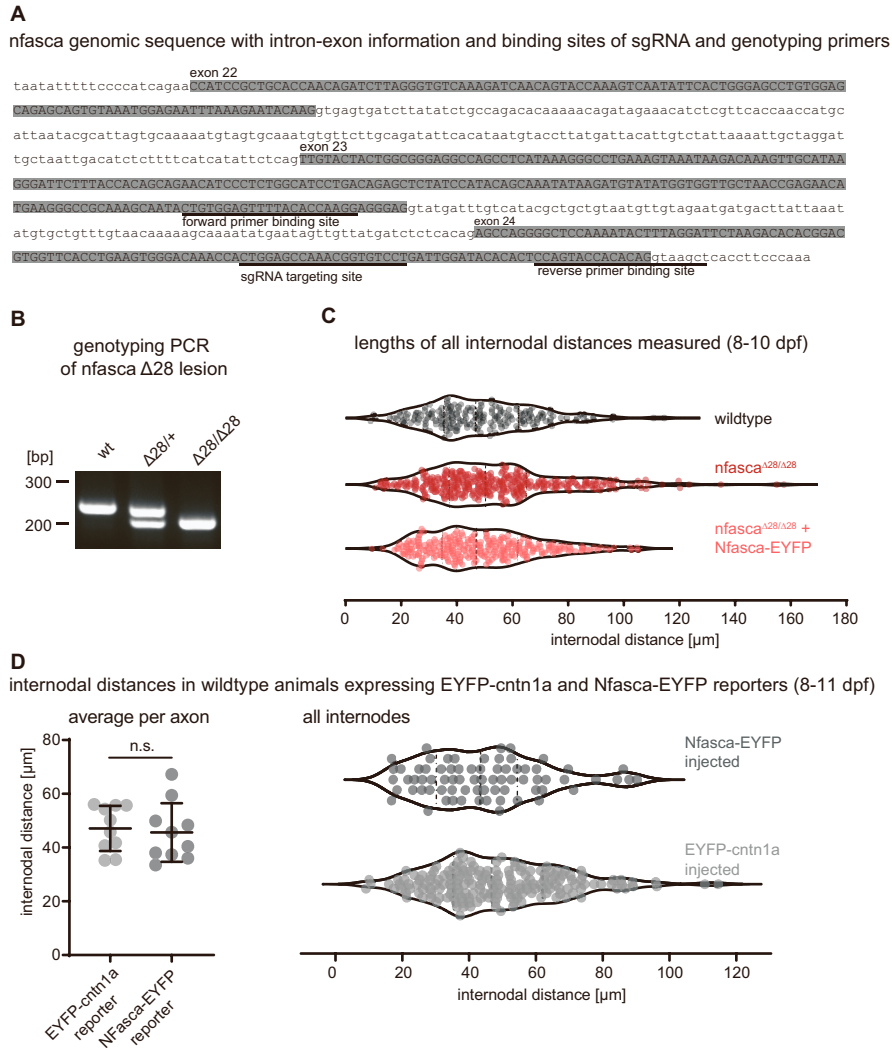 A
nfasca genomic sequence with intron-exon information and binding sites of sgRNA and genotyping primers
exon 22
taatatttttccccatcagaaCCATCCGCTGCACCAACAGATCTTAGGGTGTCAAAGATCAACAGTACCAAAGTCAATATTCACTGGGAGCCTGTGGAG
CAGAGCAGTGTAAATGGAGAATTTAAAGAATACAAGgtgagtgatcttatatctgccagacacaaaaacagatagaaacatctcgttcaccaaccatgc
attaatacgcattagtgcaaaaatgtagtgcaaatgtgttcttgcagatattcacataatgtaccttatgattacattgtctattaaaattgctaggat
exon 23
tgctaattgacatctcttttcatcatattctcagTTGTACTACTGGCGGGAGGCCAGCCTCATAAAGGGCCTGAAAGTAAATAAGACAAAGTTGCATAA
GGGATTCTTTACCACAGCAGAACATCCCTCTGGCATCCTGACAGAGCTCTATCCATACAGCAAATATAAGATGTATATGGTGGTTGCTAACCGAGAACA
TGAAGGGCCGCAAAGCAATACTGTGGAGTTTTACACCAAGGAGGGAGgtatgatttgtcatacgctgctgtaatgttgtagaatgatgacttattaaat
forward primer binding site
exon 24
atgtgctgtttgtaacaaaaagcaaaatatgaatagttgttatgatctctcacagAGCCAGGGGCTCCAAAATACTTTAGGATTCTAAGACACACGGAC
GTGGTTCACCTGAAGTGGGACAAACCACTGGAGCCAAACGGTGTCCTGATTGGATACACACTCCAGTACCACACAGgtaagctcaccttcccaaa
sgRNA targeting site
reverse primer binding site
B
genotyping PCR
of nfasca Δ28 lesion
wt
Δ28/+
Δ28/Δ28
[bp]
300
200
C
lengths of all internodal distances measured (8-10 dpf)
wildtype
nfasca^Δ28/Δ28
nfasca^Δ28/Δ28 +
Nfasca-EYFP
0 20 40 60 80 100 120 140 160 180
internodal distance [µm]
D
internodal distances in wildtype animals expressing EYFP-cntn1a and Nfasca-EYFP reporters (8-11 dpf)
average per axon
n.s.
internodal distance [µm]
80
60
40
20
0
EYFP-cntn1a
reporter
NFasca-EYFP
reporter
all internodes
Nfasca-EYFP
injected
EYFP-cntn1a
injected
0 20 40 60 80 100 120
internodal distance [µm]